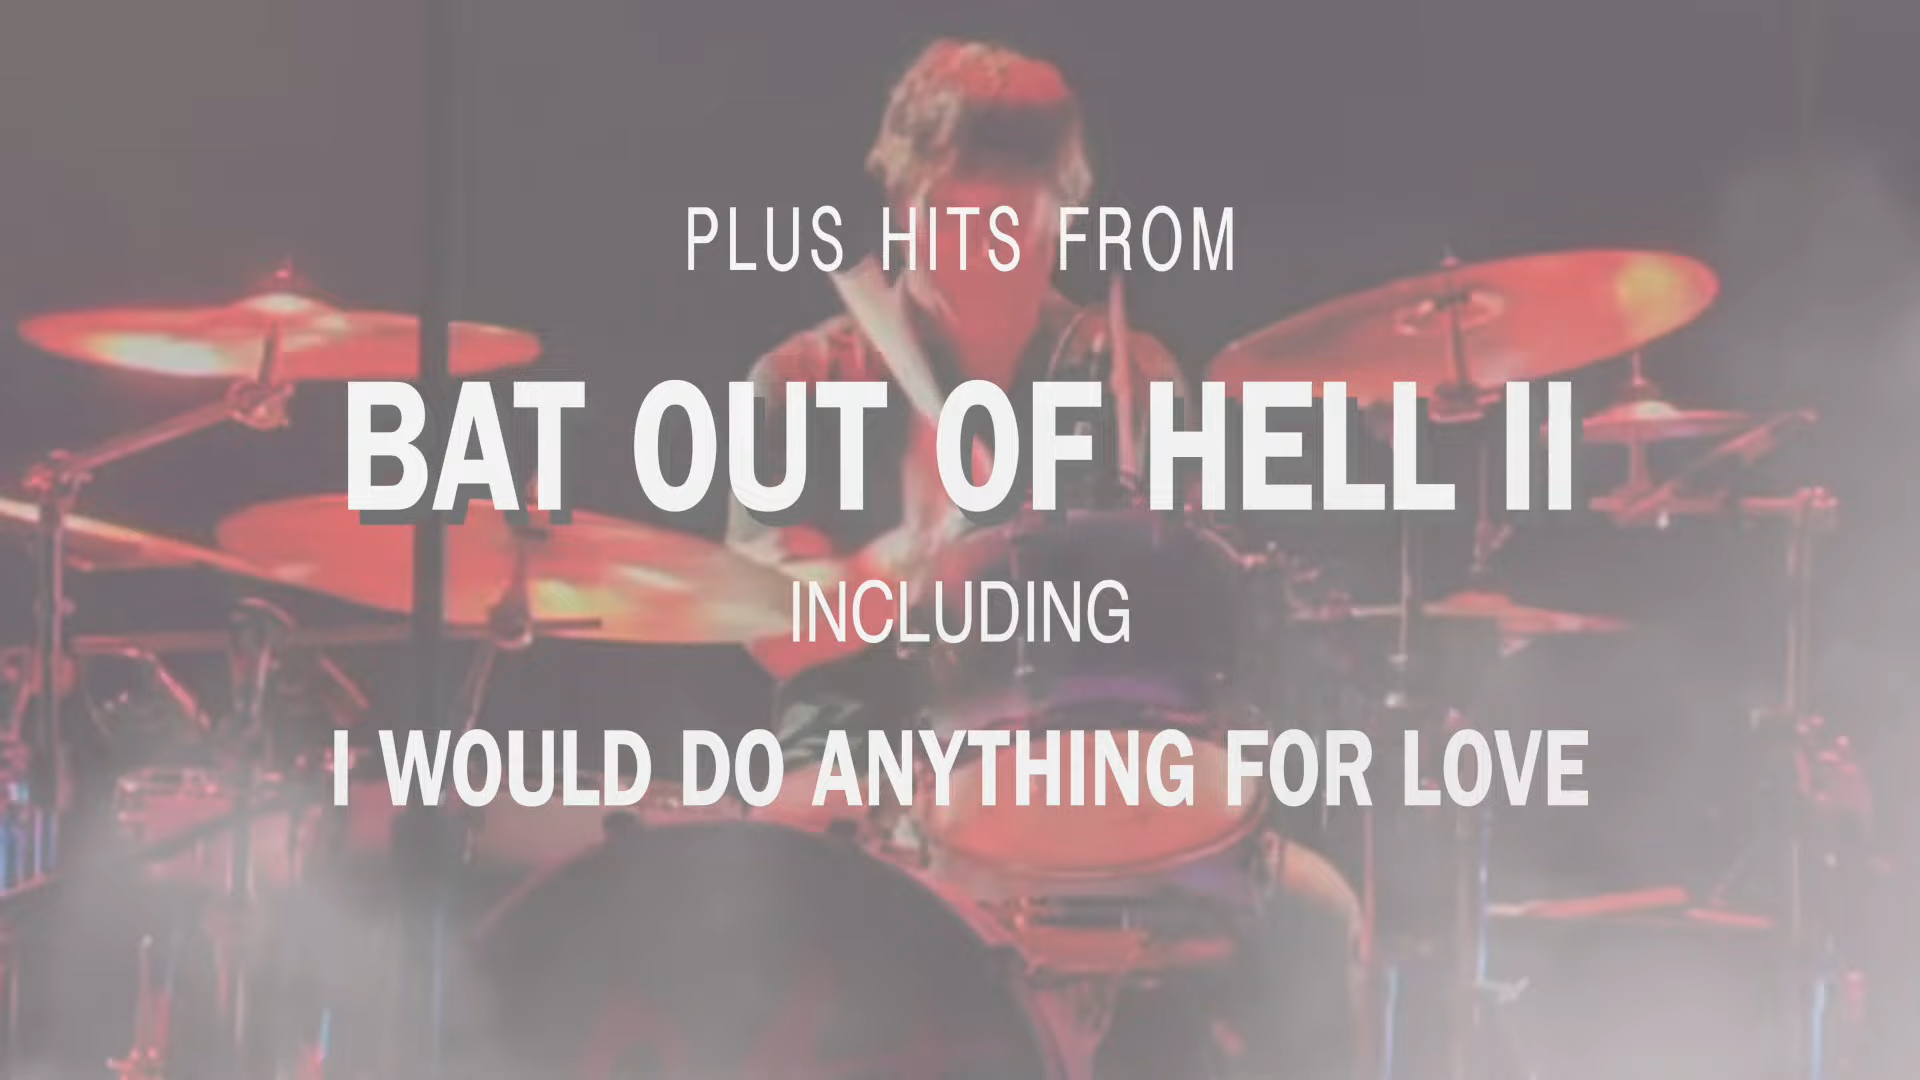 PLUS HITS FROM
BAT OUT OF HELL II
INCLUDING
I WOULD DO ANYTHING FOR LOVE